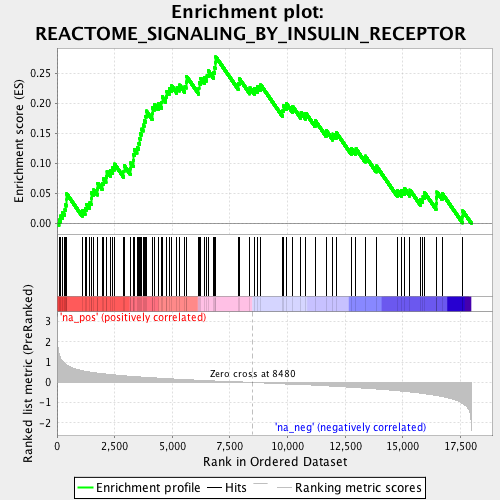 Enrichment plot:
REACTOME_SIGNALING_BY_INSULIN_RECEPTOR
Enrichment score (ES)
0.25
0.20
0.15
0.10
0.05
0.00
'na_pos' (positively correlated)
Ranked list metric (PreRanked)
3
2
1
0
-1
-2
Zero cross at 8480
'na_neg' (negatively correlated)
0
2,500
5,000
7,500
10,000
12,500
15,000
17,500
Rank in Ordered Dataset
Enrichment profile
Hits
Ranking metric scores